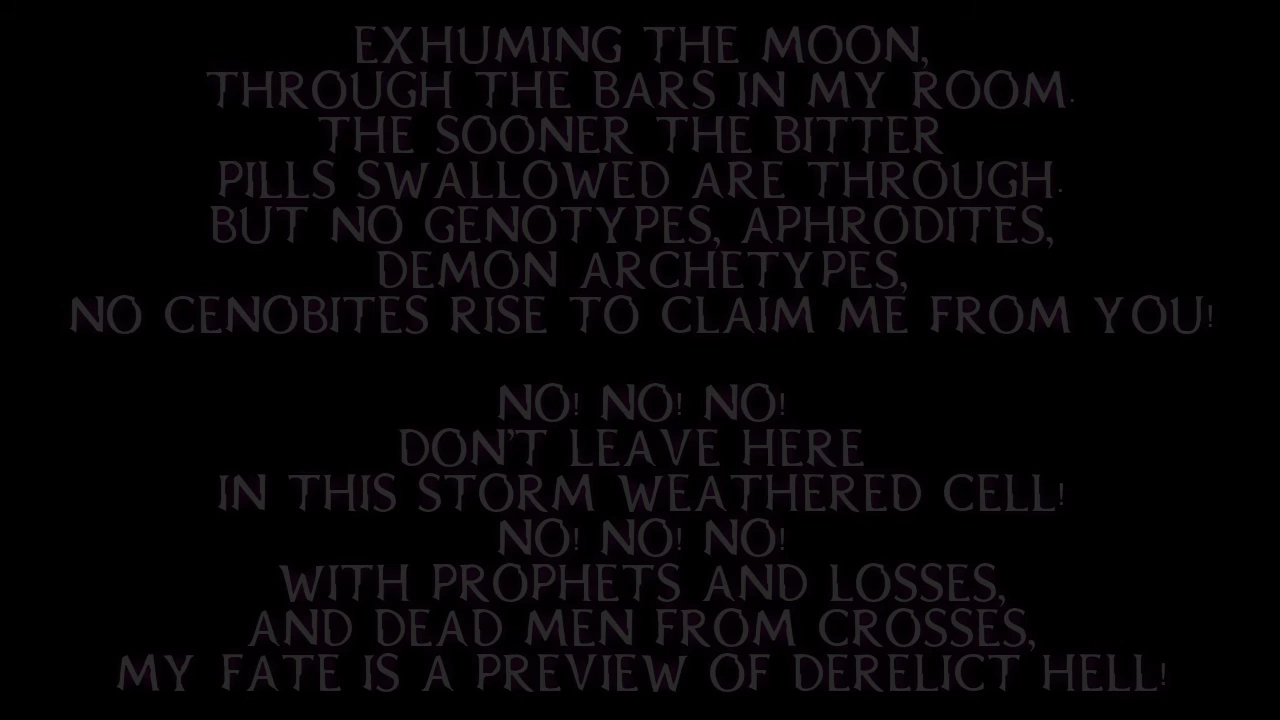 EXHUMING THE MOON,
THROUGH THE BARS IN MY ROOM.
THE SOONER THE BITTER
PILLS SWALLOWED ARE THROUGH.
BUT NO GENOTYPES, APHRODITES,
DEMON ARCHETYPES,
NO CENOBITES RISE TO CLAIM ME FROM YOU!

NO! NO! NO!
DON'T LEAVE HERE
IN THIS STORM WEATHERED CELL!
NO! NO! NO!
WITH PROPHETS AND LOSSES,
AND DEAD MEN FROM CROSSES,
MY FATE IS A PREVIEW OF DERELICT HELL!